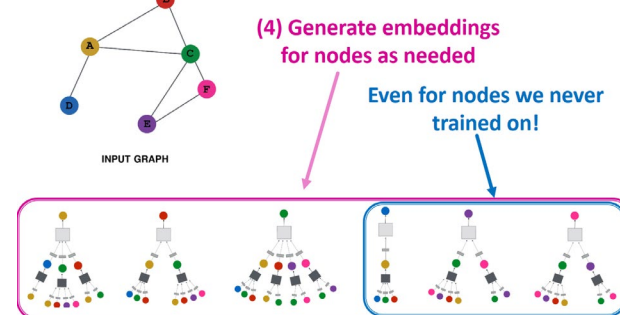 (4) Generate embeddings
for nodes as needed
A
C
D
F
E
Even for nodes we never
trained on!
INPUT GRAPH